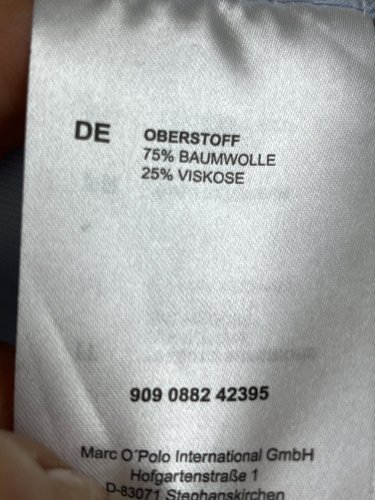 DE OBERSTOFF
75% BAUMWOLLE
25% VISKOSE
909 0882 42395
Marc O´Polo International GmbH
Hofgartenstraße 1
D-83071 Stephanskirchen